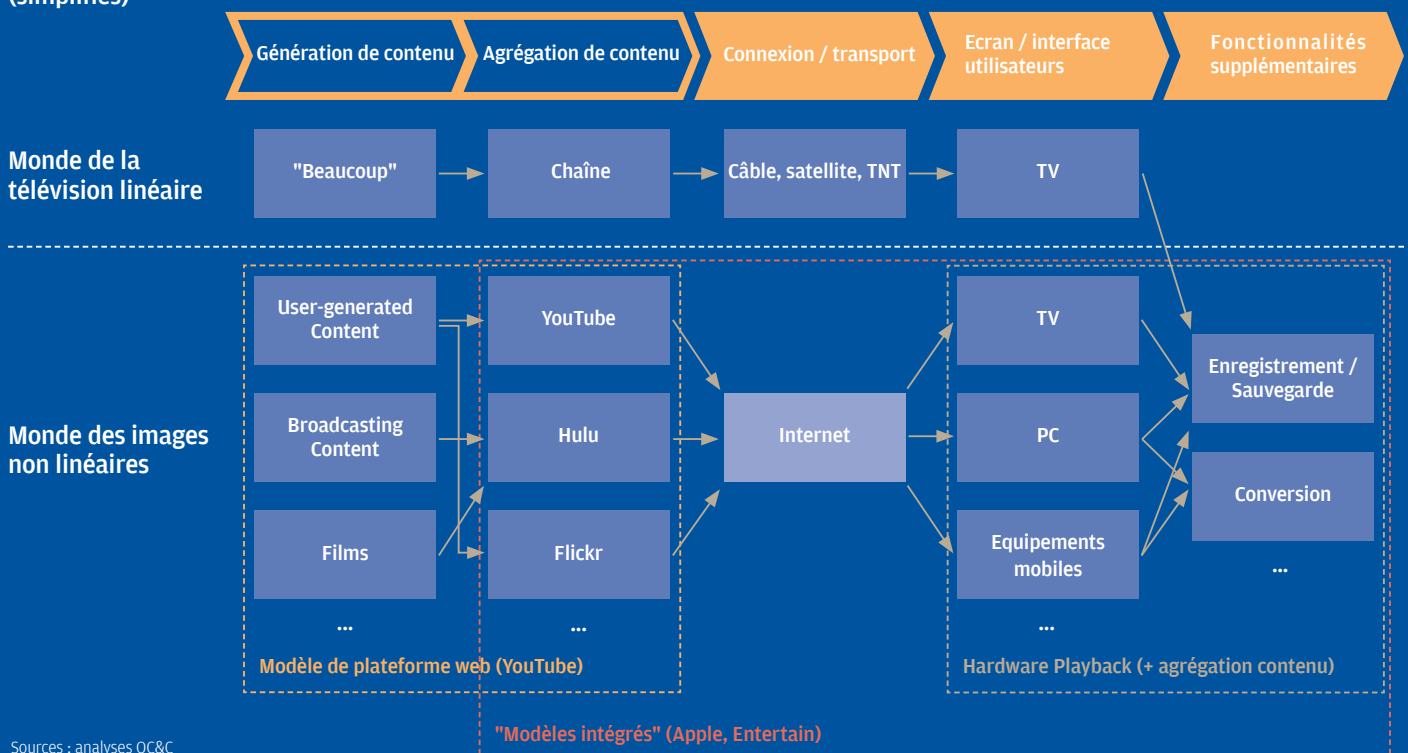 (simplifiés)
Génération de contenu
Agrégation de contenu
Connexion / transport
Ecran / interface
utilisateurs
Fonctionnalités
supplémentaires
Monde de la
télévision linéaire
"Beaucoup"
Chaîne
Câble, satellite, TNT
TV
Monde des images
non linéaires
User-generated
Content
YouTube
TV
Enregistrement /
Sauvegarde
Broadcasting
Content
Hulu
Internet
PC
Conversion
...
Films
Flickr
Equipements
mobiles
...
...
...
Modèle de plateforme web (YouTube)
Hardware Playback (+ agrégation contenu)
"Modèles intégrés" (Apple, Entertain)
Sources : analyses OC&C